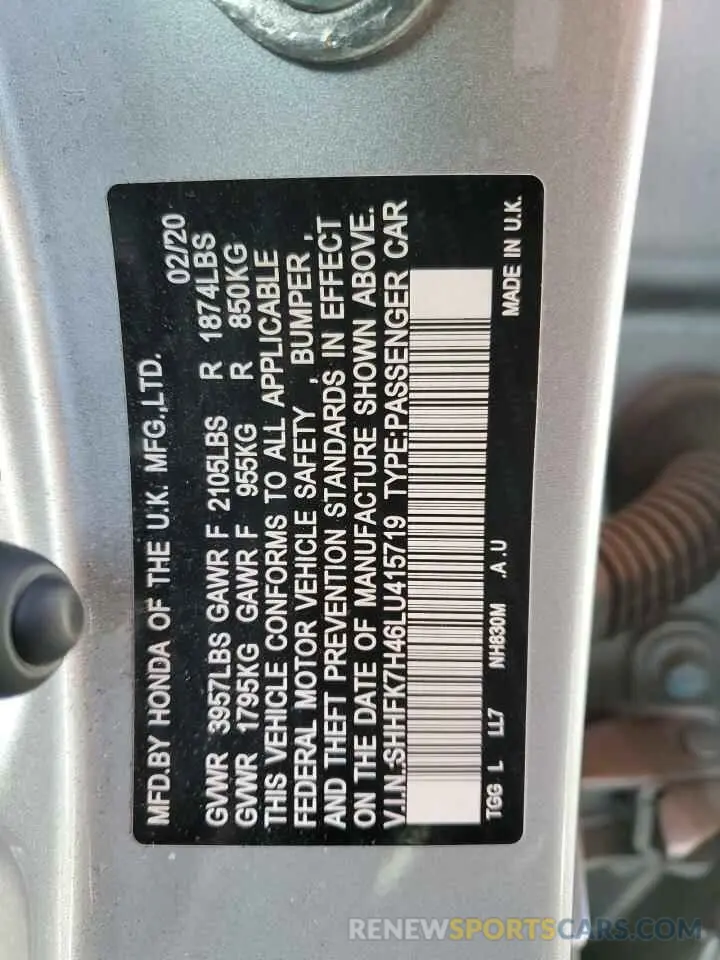 MFD.BY HONDA OF THE U.K. MFG.,LTD. 02/20
GVWR 3957LBS GAWR F 2105LBS R 1874LBS
GVWR 1795KG GAWR F 955KG R 850KG
THIS VEHICLE CONFORMS TO ALL APPLICABLE
FEDERAL MOTOR VEHICLE SAFETY , BUMPER ,
AND THEFT PREVENTION STANDARDS IN EFFECT
ON THE DATE OF MANUFACTURE SHOWN ABOVE.
V.I.N.:SHHFK7H46LU415719 TYPE:PASSENGER CAR
TGG L LL7 NH830M .A .U MADE IN U.K.
RENEWSPORTSCARS.COM